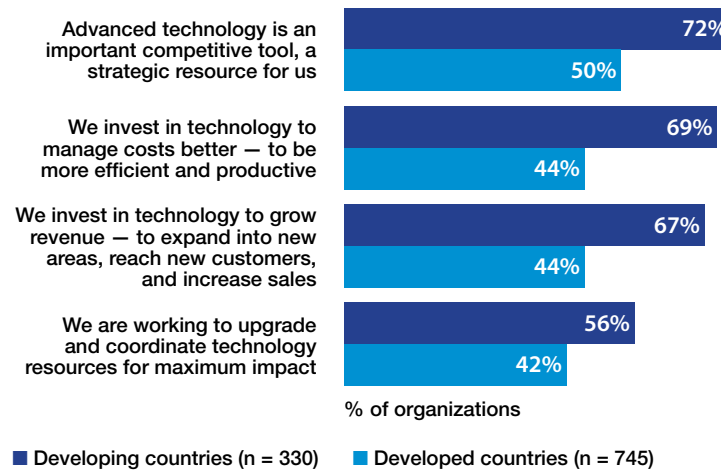 Advanced technology is an
important competitive tool, a
strategic resource for us
72%
50%
We invest in technology to
manage costs better — to be
more efficient and productive
69%
44%
We invest in technology to grow
revenue — to expand into new
areas, reach new customers,
and increase sales
67%
44%
We are working to upgrade
and coordinate technology
resources for maximum impact
56%
42%
% of organizations
Developing countries (n = 330) Developed countries (n = 745)